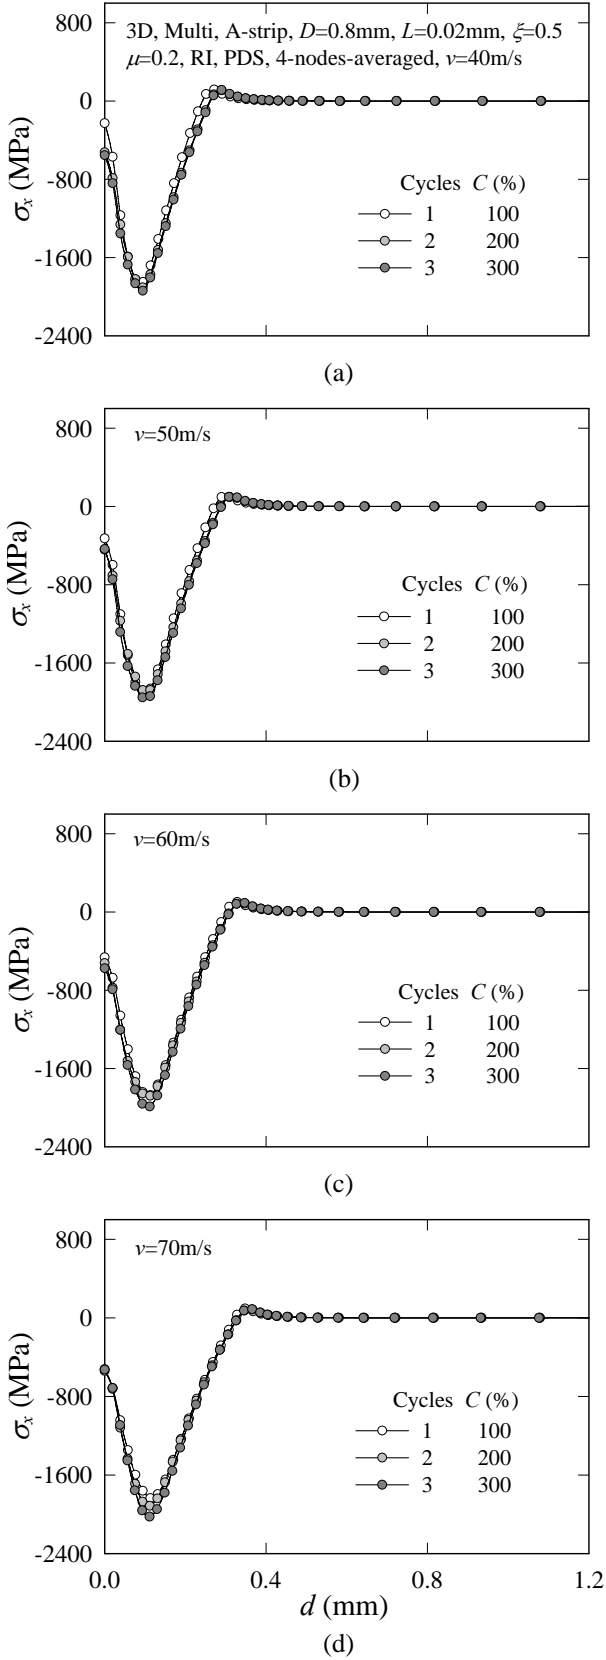 800
3D, Multi, A-strip, D=0.8mm, L=0.02mm, ξ=0.5
μ=0.2, RI, PDS, 4-nodes-averaged, v=40m/s
0
Cycles C (%)
-800
1 100
2 200
-1600
3 300
-2400
σx (MPa)
(a)
800
v=50m/s
0
Cycles C (%)
-800
1 100
2 200
-1600
3 300
-2400
σx (MPa)
(b)
800
v=60m/s
0
Cycles C (%)
-800
1 100
2 200
-1600
3 300
-2400
σx (MPa)
(c)
800
v=70m/s
0
Cycles C (%)
-800
1 100
2 200
-1600
3 300
-2400
σx (MPa)
0.0 0.4 0.8 1.2
d (mm)
(d)